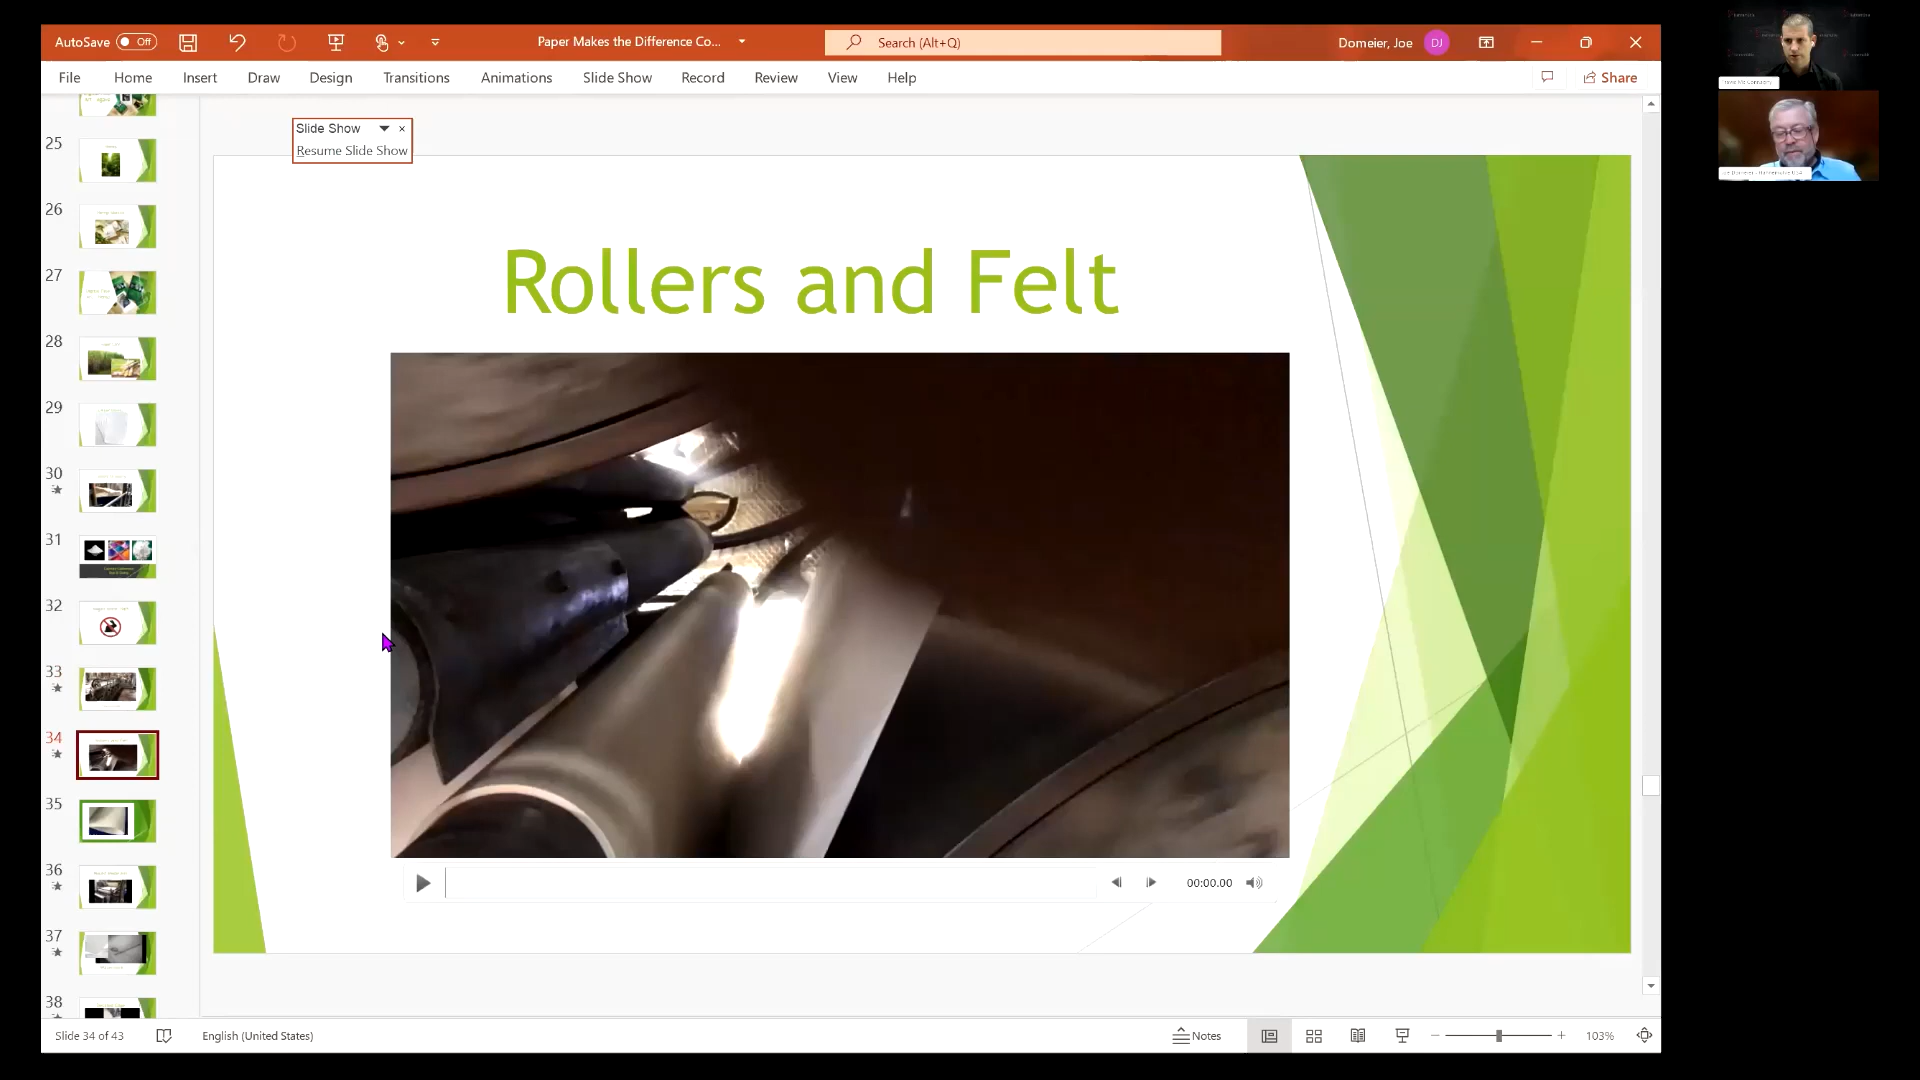 AutoSave Off
Paper Makes the Difference Co...
Search (Alt+Q)
Domeier, Joe DJ
File Home Insert Draw Design Transitions Animations Slide Show Record Review View Help
Share
Slide Show
Resume Slide Show
25
26
27
28
29
30
31
32
33
34
35
36
37
38
Rollers and Felt
00:00.00
Slide 34 of 43
English (United States)
Notes
103%